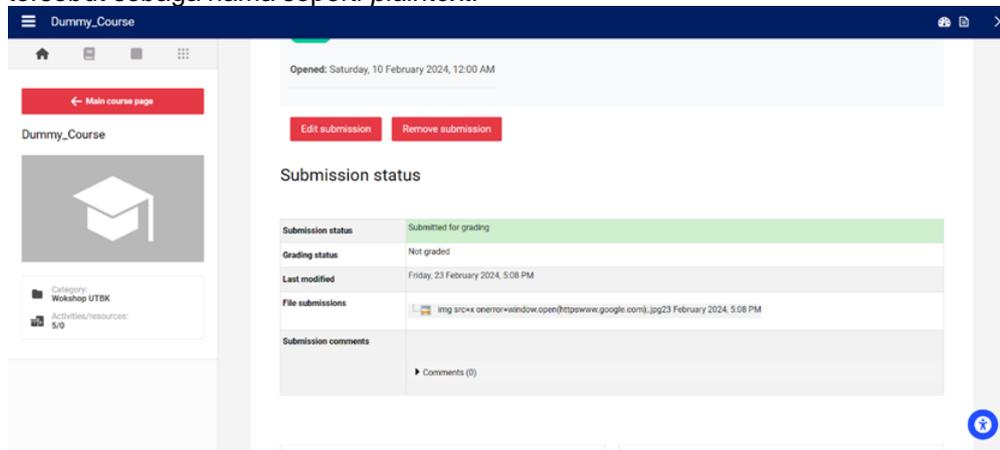 tersebut sebagai nama seperti plaintext.
Dummy_Course
Main course page
Dummy_Course
Category:
Wokshop UTBK
Activities/resources:
5/0
Opened: Saturday, 10 February 2024, 12:00 AM
Edit submission Remove submission
Submission status
Submission status Submitted for grading
Grading status Not graded
Last modified Friday, 23 February 2024, 5:08 PM
File submissions img src=x onerror=window.open(httpswww.google.com);.jpg23 February 2024, 5:08 PM
Submission comments
Comments (0)